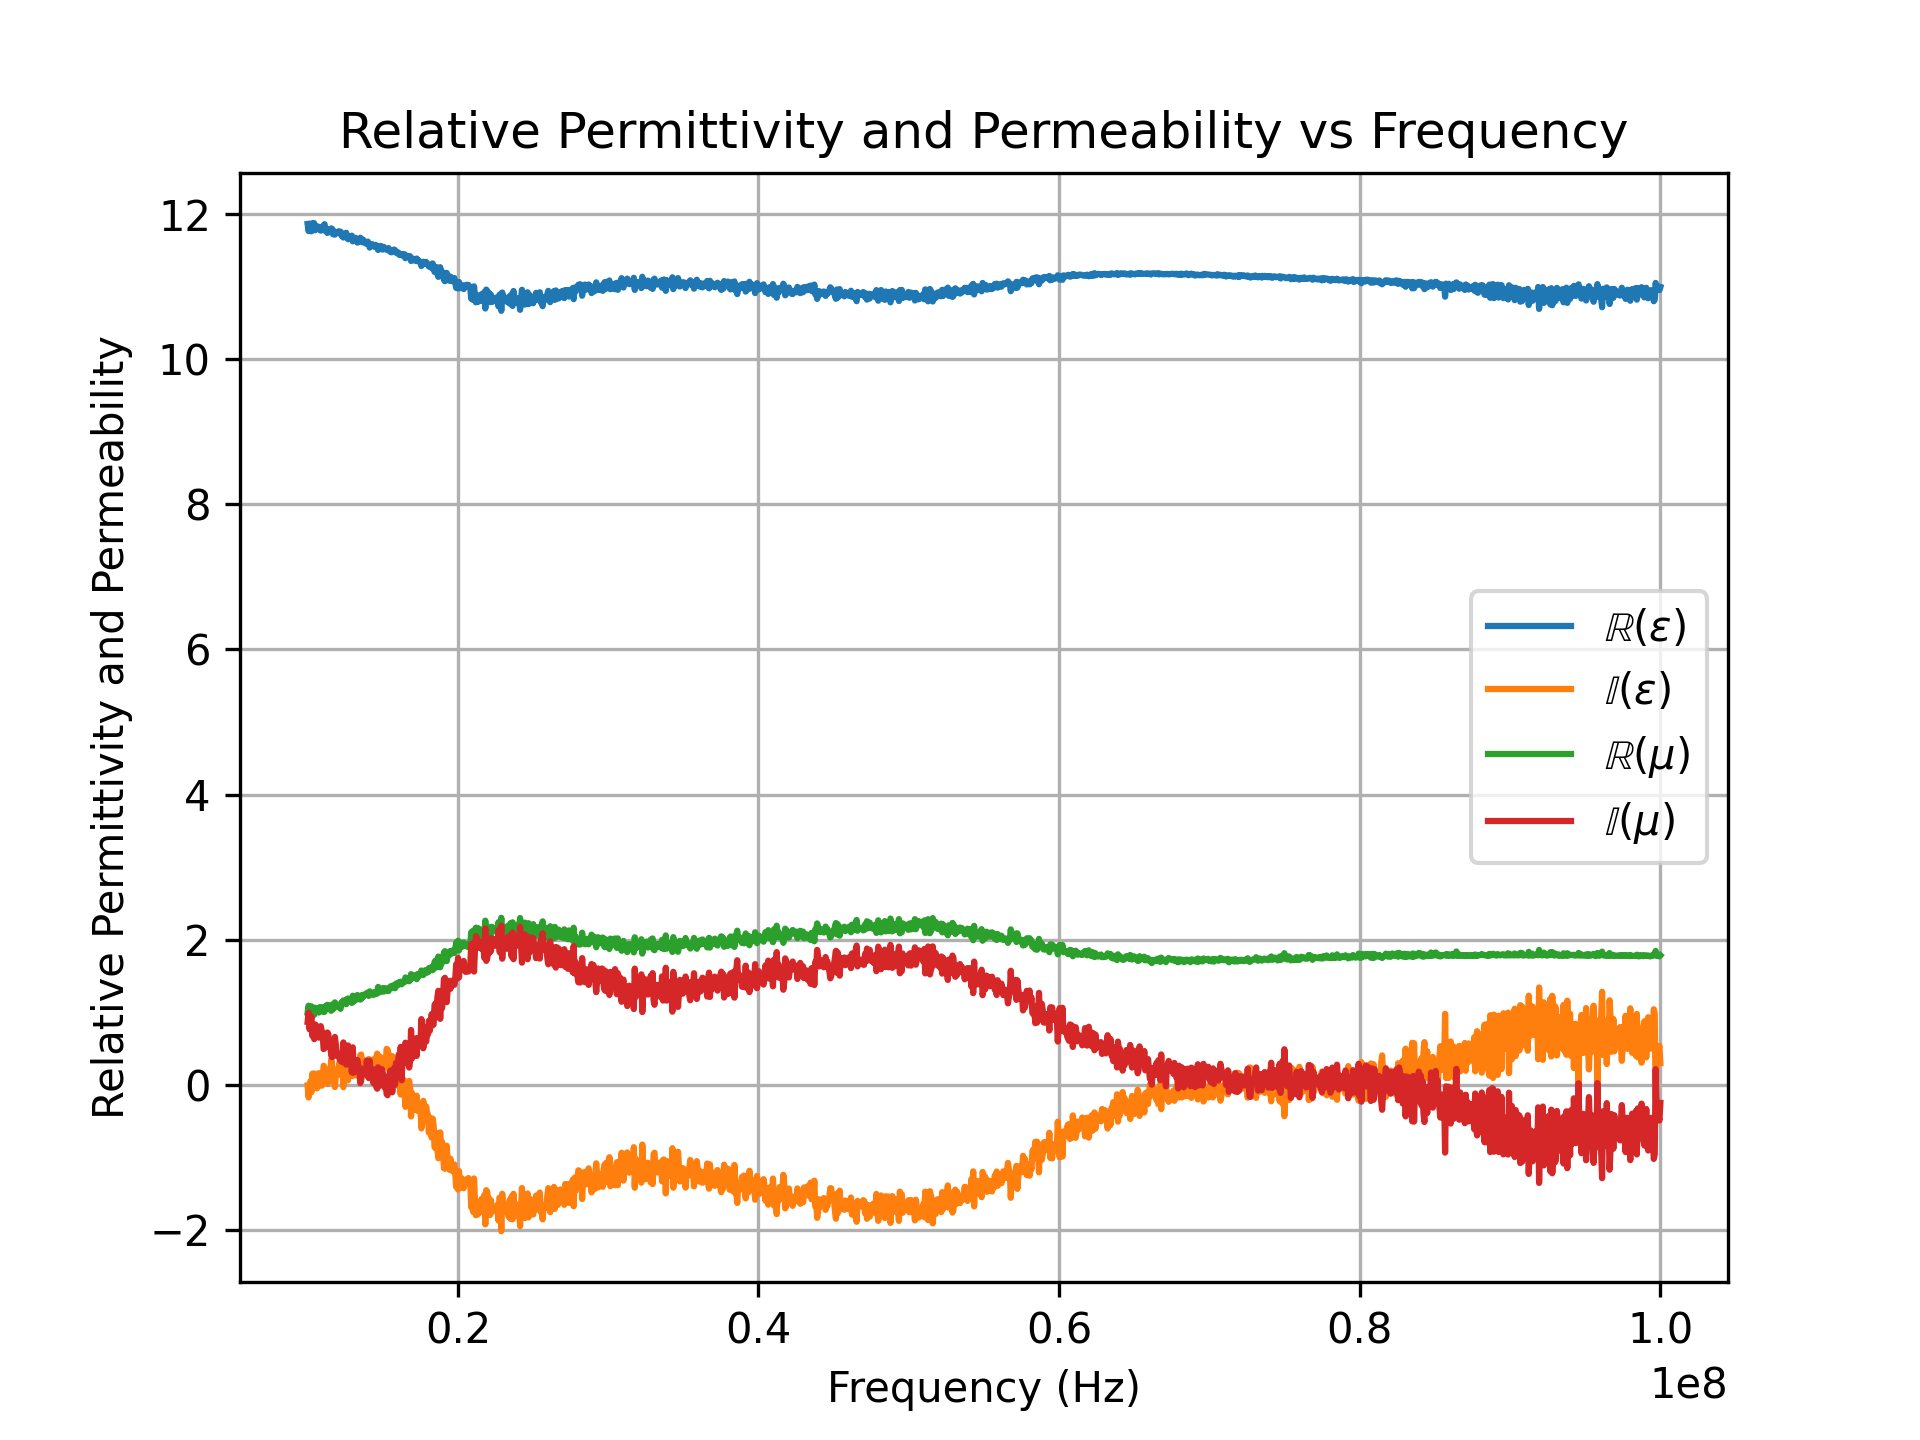 Relative Permittivity and Permeability vs Frequency
Relative Permittivity and Permeability
12
10
8
6
4
2
0
−2
ℝ(ε)
𝕀(ε)
ℝ(μ)
𝕀(μ)
0.2 0.4 0.6 0.8 1.0
1e8
Frequency (Hz)